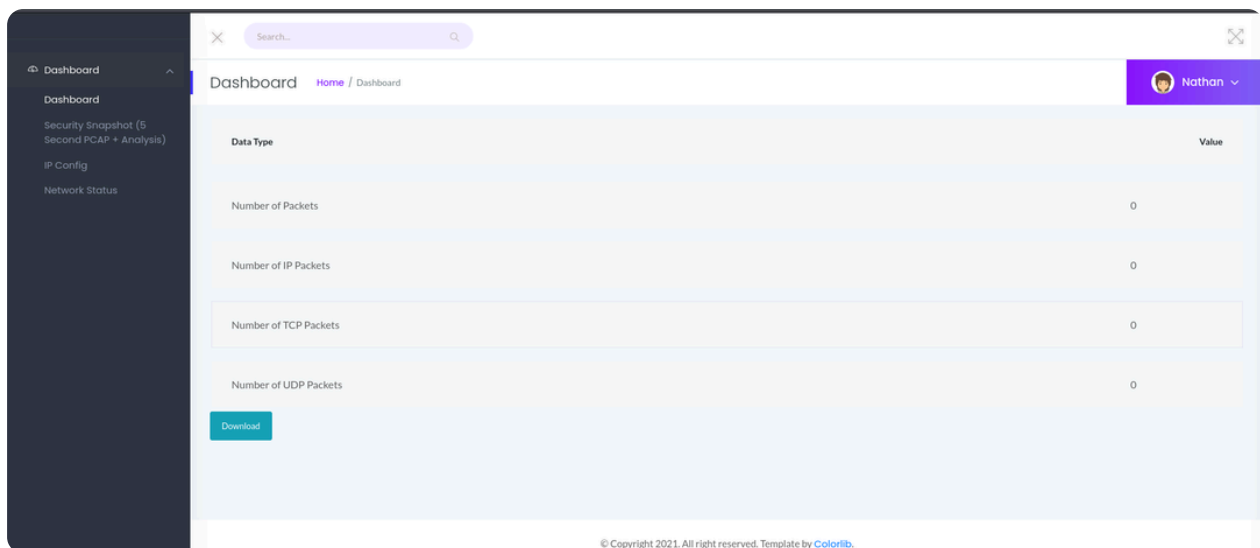 Search...
Dashboard
Dashboard
Security Snapshot (5
Second PCAP + Analysis)
IP Config
Network Status
Dashboard Home / Dashboard
Nathan
Data Type Value
Number of Packets 0
Number of IP Packets 0
Number of TCP Packets 0
Number of UDP Packets 0
Download
© Copyright 2021. All right reserved. Template by Colorlib.